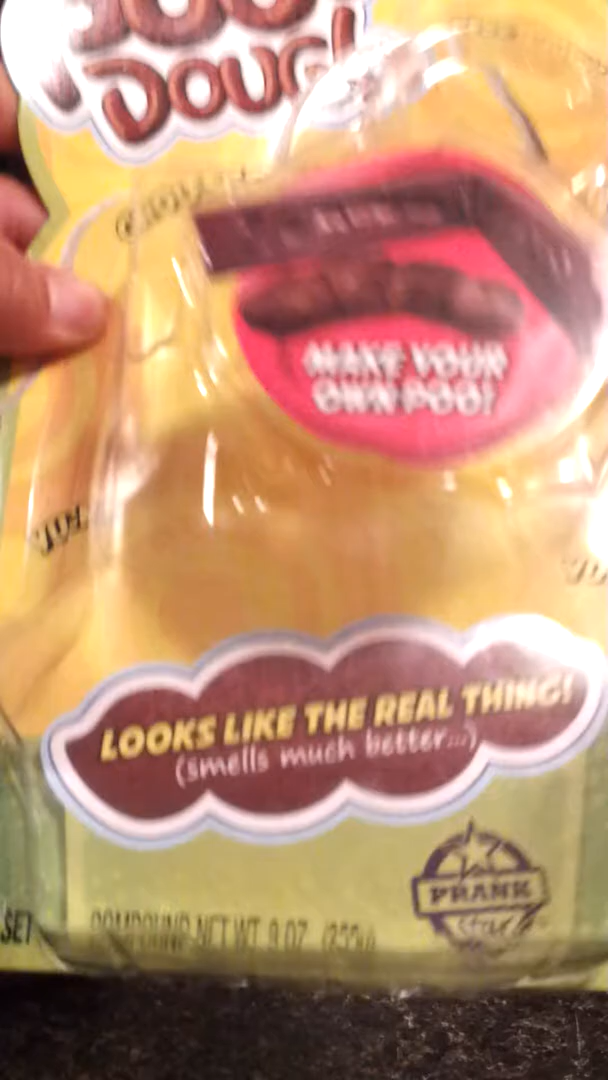 DOUGH
MAKE YOUR
OWN POO!
LOOKS LIKE THE REAL THING!
(smells much better...)
PRANK
star
SET
COMPOUND NET WT 9 OZ